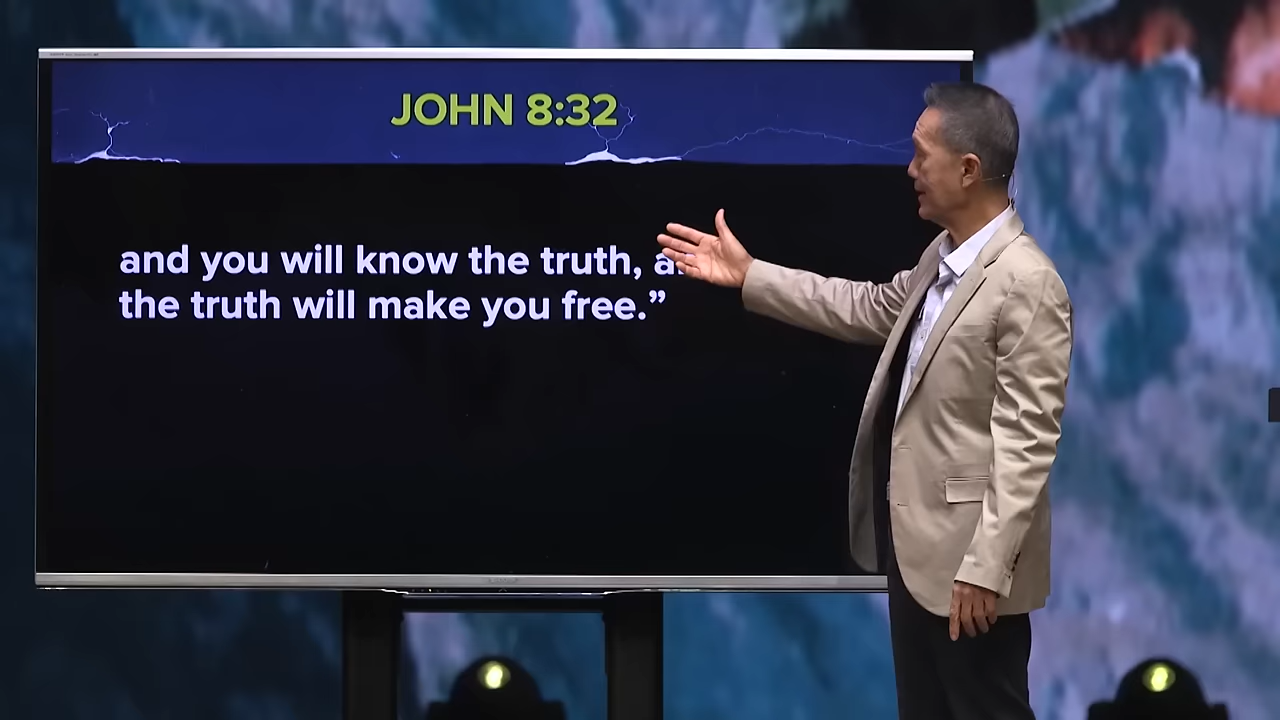 JOHN 8:32
and you will know the truth,
the truth will make you free.”